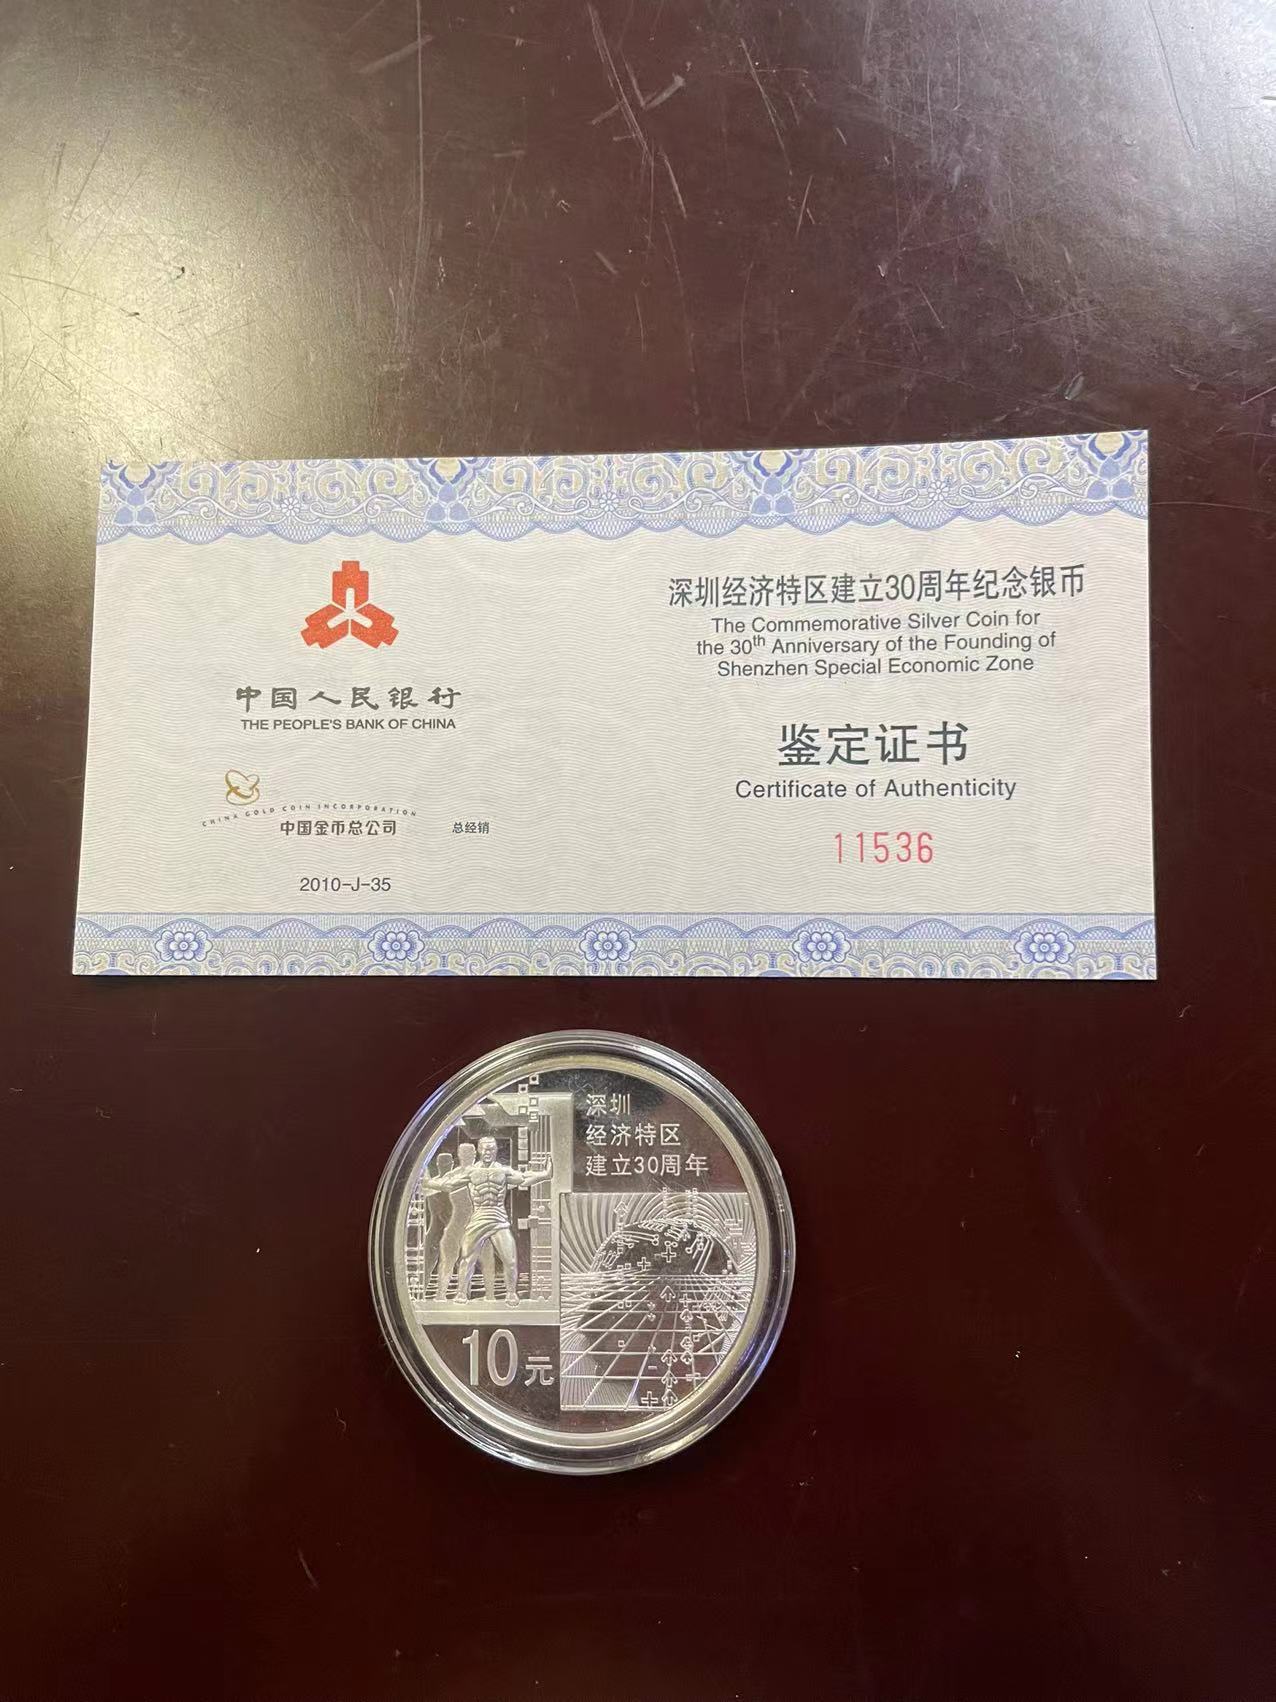 中国人民银行
THE PEOPLE'S BANK OF CHINA
CHINA GOLD COIN INCORPORATION
中国金币总公司 总经销
2010-J-35
深圳经济特区建立30周年纪念银币
The Commemorative Silver Coin for
the 30th Anniversary of the Founding of
Shenzhen Special Economic Zone
鉴定证书
Certificate of Authenticity
11536
深圳
经济特区
建立30周年
10元